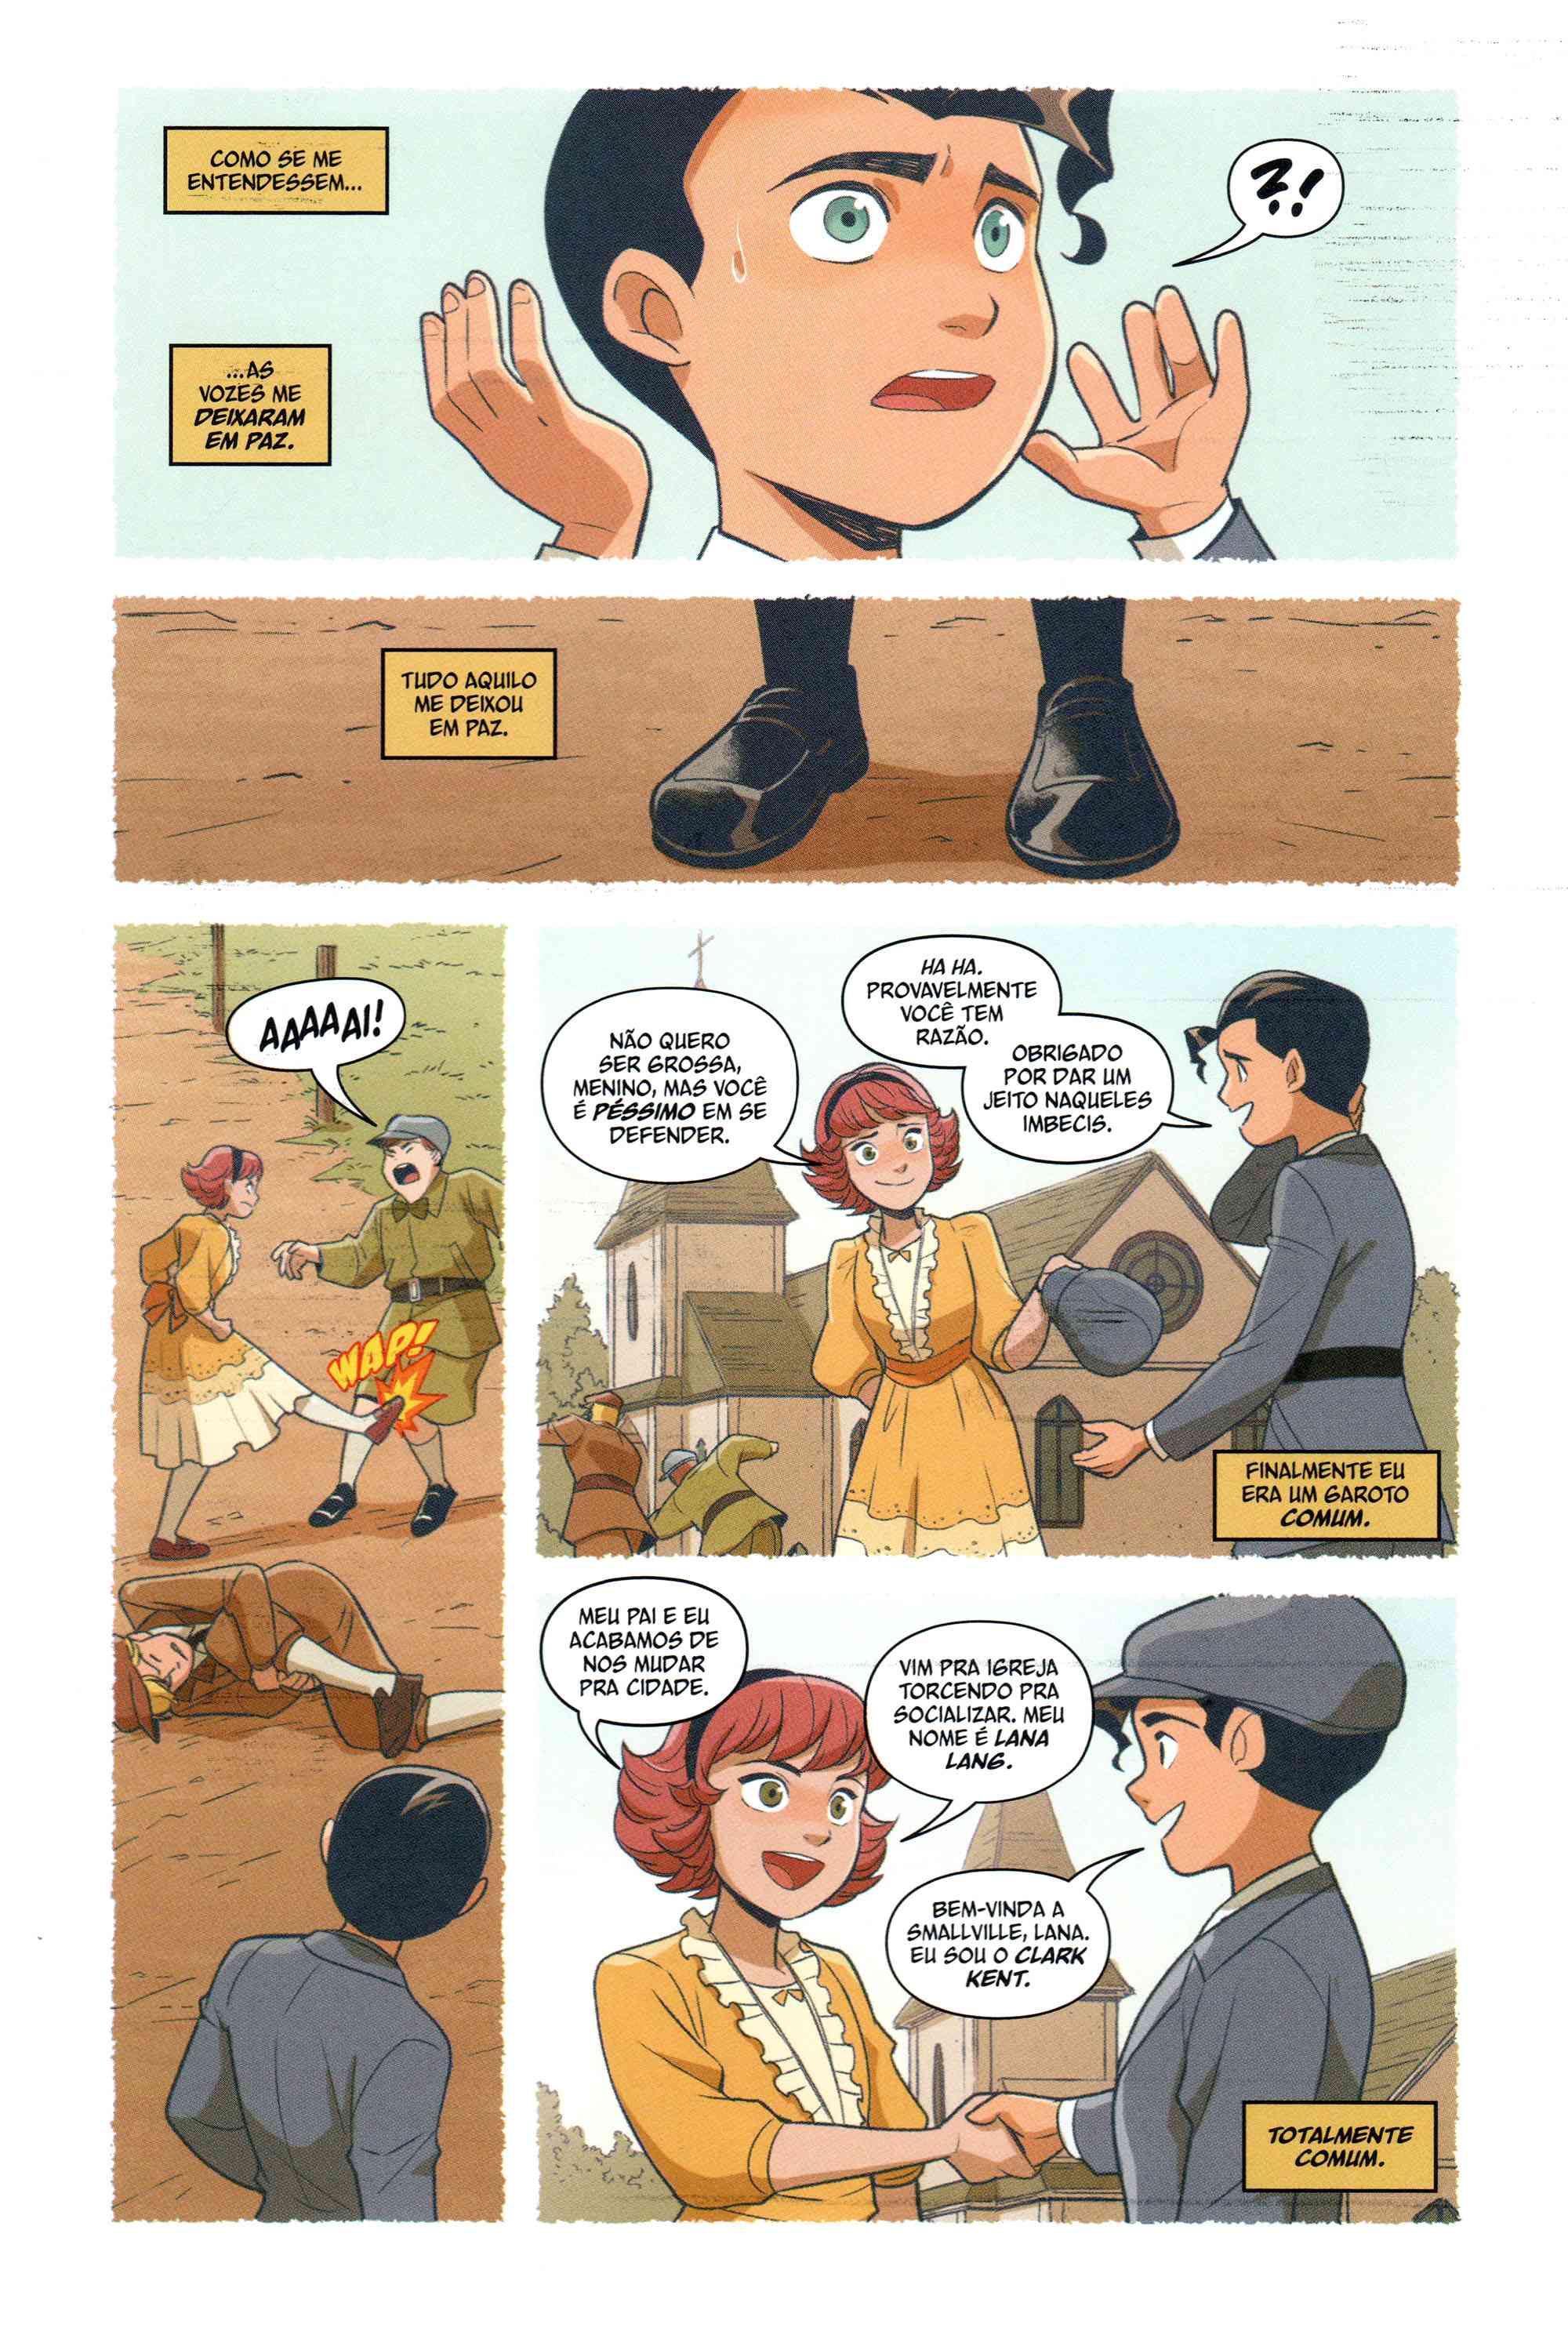 COMO SE ME
ENTENDESSEM...
?!
...AS
VOZES ME
DEIXARAM
EM PAZ.
TUDO AQUILO
ME DEIXOU
EM PAZ.
AAAAAI!
WAP!
NÃO QUERO
SER GROSSA,
MENINO, MAS VOCÊ
É PÉSSIMO EM SE
DEFENDER.
HA HA.
PROVAVELMENTE
VOCÊ TEM
RAZÃO.
OBRIGADO
POR DAR UM
JEITO NAQUELES
IMBECIS.
FINALMENTE EU
ERA UM GAROTO
COMUM.
MEU PAI E EU
ACABAMOS DE
NOS MUDAR
PRA CIDADE.
VIM PRA IGREJA
TORCENDO PRA
SOCIALIZAR. MEU
NOME É LANA
LANG.
BEM-VINDA A
SMALLVILLE, LANA.
EU SOU O CLARK
KENT.
TOTALMENTE
COMUM.